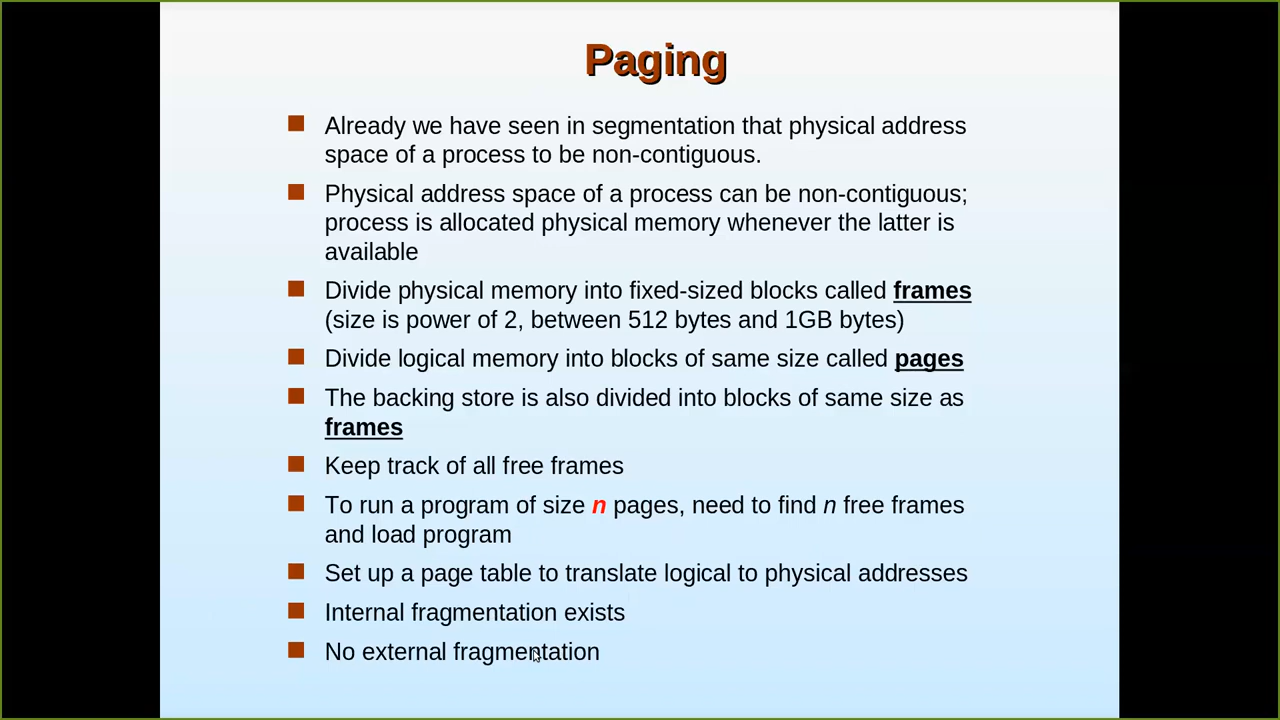 Paging
Already we have seen in segmentation that physical address
space of a process to be non-contiguous.
Physical address space of a process can be non-contiguous;
process is allocated physical memory whenever the latter is
available
Divide physical memory into fixed-sized blocks called frames
(size is power of 2, between 512 bytes and 1GB bytes)
Divide logical memory into blocks of same size called pages
The backing store is also divided into blocks of same size as
frames
Keep track of all free frames
To run a program of size n pages, need to find n free frames
and load program
Set up a page table to translate logical to physical addresses
Internal fragmentation exists
No external fragmentation